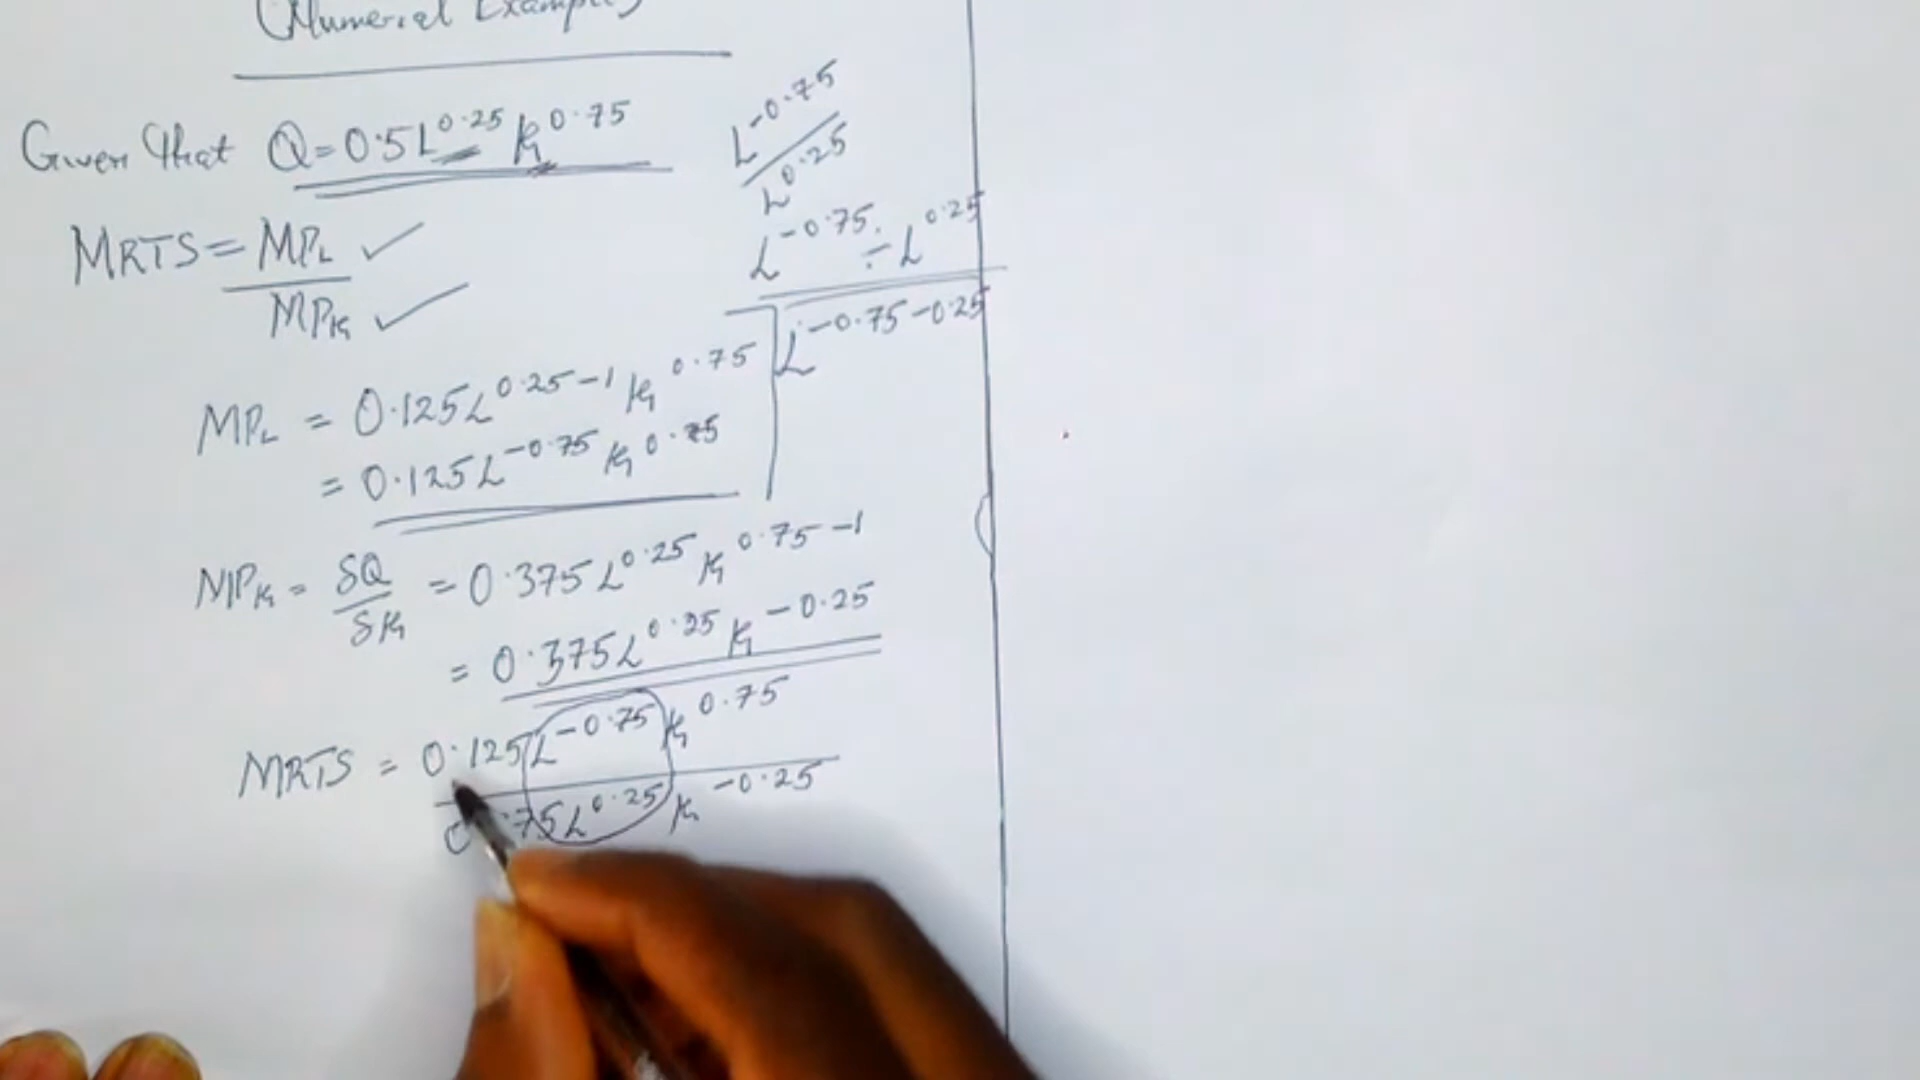 (Numerical Example)
Given that Q=0.5L^0.25 K^0.75
MRTS = MPL
MPK
MPL = 0.125L^0.25-1 K^0.75
= 0.125L^-0.75 K^0.75
MPK = δQ
δK
= 0.375L^0.25 K^0.75-1
= 0.375L^0.25 K^-0.25
MRTS = 0.125L^-0.75 K^0.75
75L^0.25 K^-0.25
L^-0.75
L^0.25
L^-0.75 ÷ L^0.25
L^-0.75-0.25